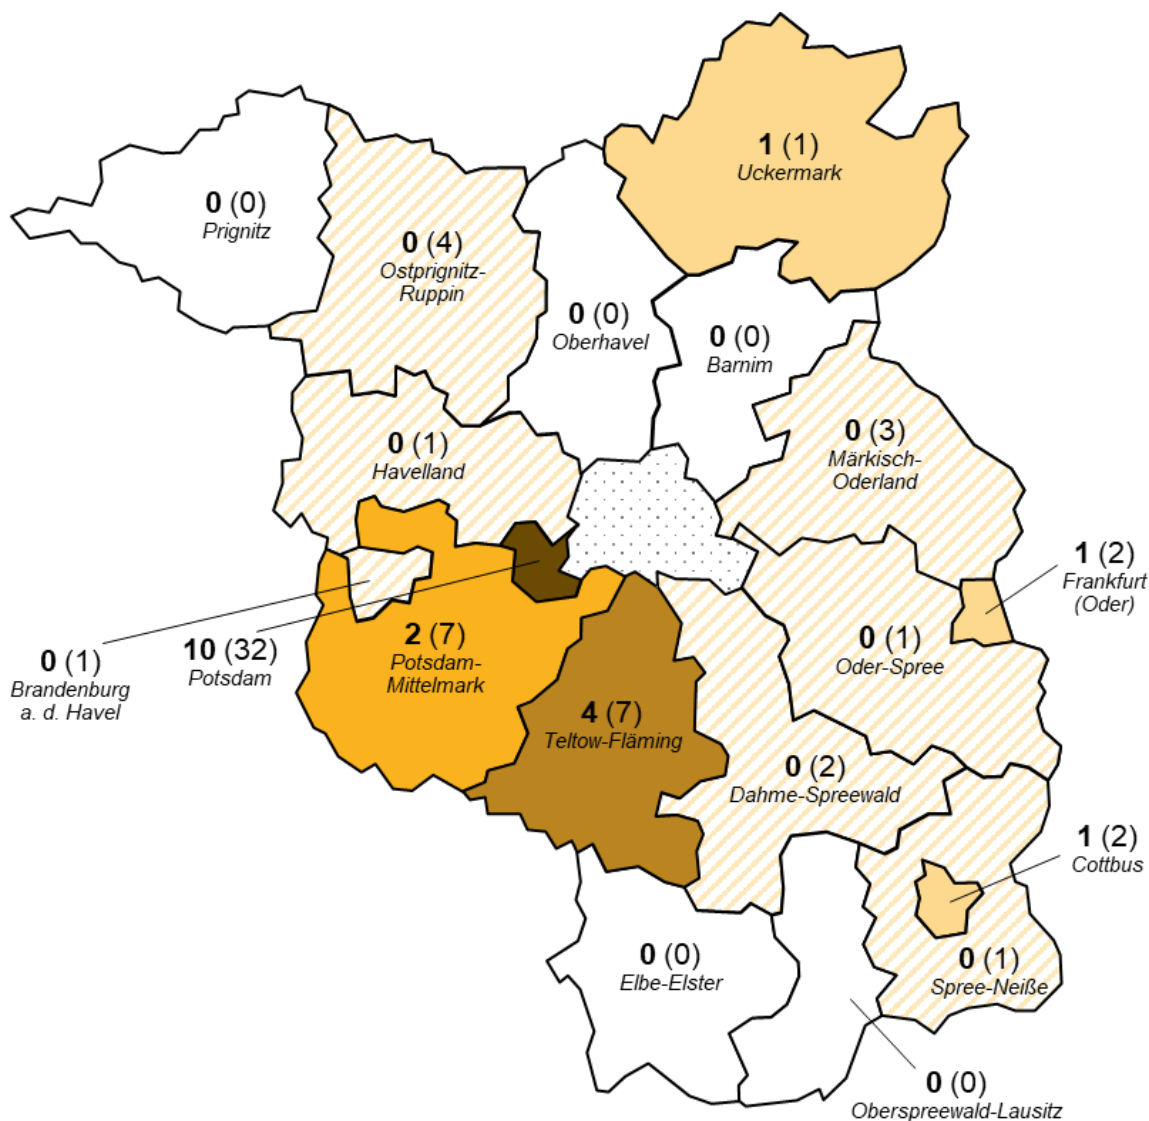 1 (1)
Uckermark
0 (0)
Prignitz
0 (4)
Ostprignitz-
Ruppin
0 (0)
Oberhavel
0 (0)
Barnim
0 (1)
Havelland
0 (3)
Märkisch-
Oderland
1 (2)
Frankfurt
(Oder)
0 (1)
Brandenburg
a. d. Havel
10 (32)
Potsdam
2 (7)
Potsdam-
Mittelmark
0 (1)
Oder-Spree
4 (7)
Teltow-Fläming
0 (2)
Dahme-Spreewald
1 (2)
Cottbus
0 (0)
Elbe-Elster
0 (1)
Spree-Neiße
0 (0)
Oberspreewald-Lausitz